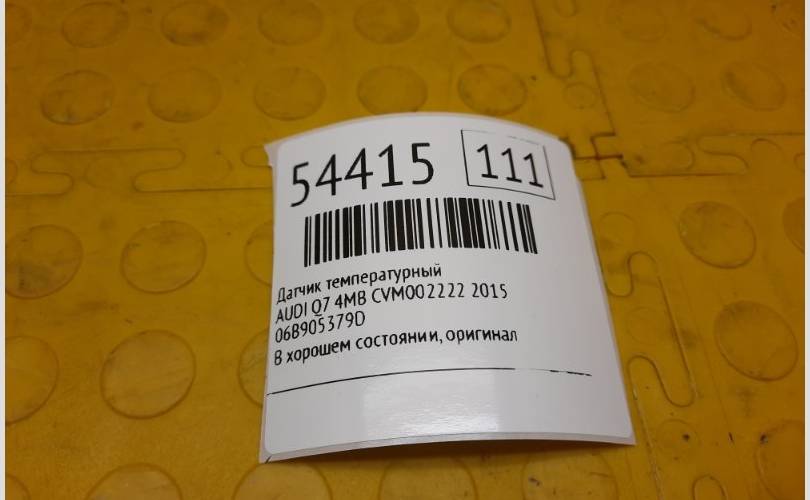 54415 111
Датчик температурный
AUDI Q7 4MB CVM002222 2015
06B905379D
В хорошем состоянии, оригинал